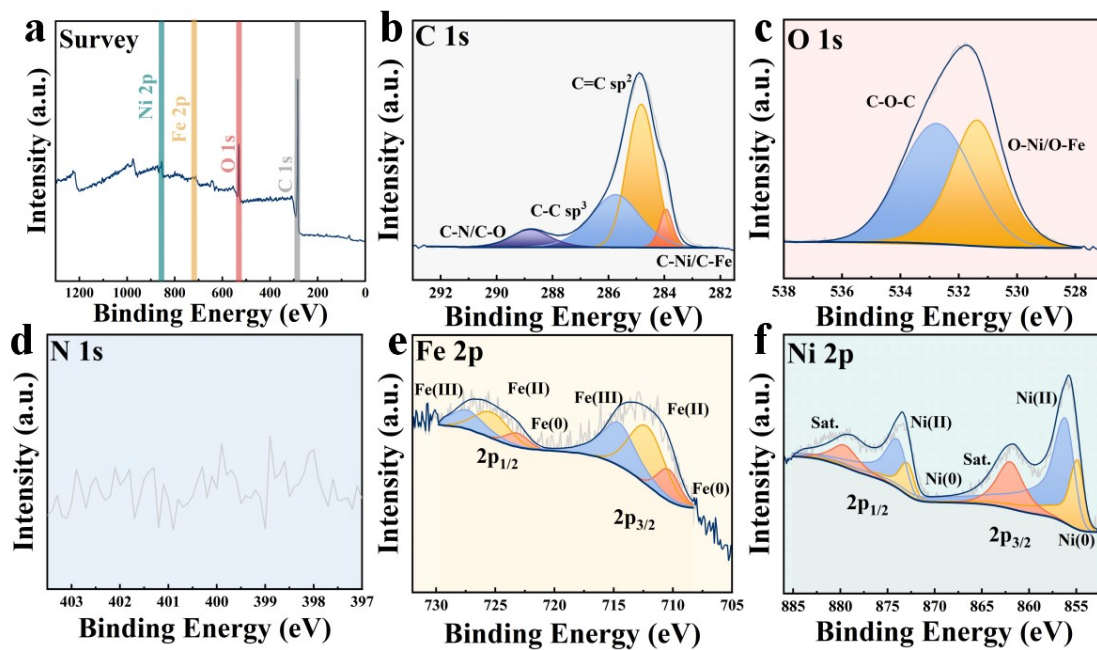 a
Survey
Ni 2p
Fe 2p
O 1s
C 1s
Intensity (a.u.)
1200 1000 800 600 400 200 0
Binding Energy (eV)
b
C 1s
C=C sp²
C-C sp³
C-N/C-O
C-Ni/C-Fe
Intensity (a.u.)
292 290 288 286 284 282
Binding Energy (eV)
c
O 1s
C-O-C
O-Ni/O-Fe
Intensity (a.u.)
538 536 534 532 530 528
Binding Energy (eV)
d
N 1s
Intensity (a.u.)
403 402 401 400 399 398 397
Binding Energy (eV)
e
Fe 2p
Fe(III)
Fe(II)
Fe(0)
Fe(III)
Fe(II)
Fe(0)
2p₁/₂
2p₃/₂
Intensity (a.u.)
730 725 720 715 710 705
Binding Energy (eV)
f
Ni 2p
Sat.
Ni(II)
Ni(0)
Sat.
Ni(II)
Ni(0)
2p₁/₂
2p₃/₂
Intensity (a.u.)
885 880 875 870 865 860 855
Binding Energy (eV)